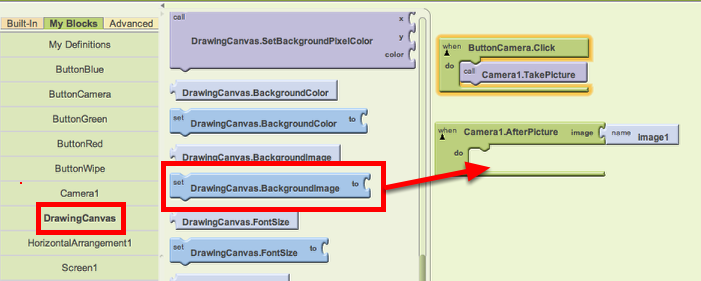 Built-In My Blocks Advanced
My Definitions
ButtonBlue
ButtonCamera
ButtonGreen
ButtonRed
ButtonWipe
Camera1
DrawingCanvas
HorizontalArrangement1
Screen1
call
x
DrawingCanvas.SetBackgroundPixelColor
y
color
DrawingCanvas.BackgroundColor
set DrawingCanvas.BackgroundColor to
DrawingCanvas.BackgroundImage
set DrawingCanvas.BackgroundImage to
DrawingCanvas.FontSize
set DrawingCanvas.FontSize to
when ButtonCamera.Click
do
call Camera1.TakePicture
when Camera1.AfterPicture image name image1
do